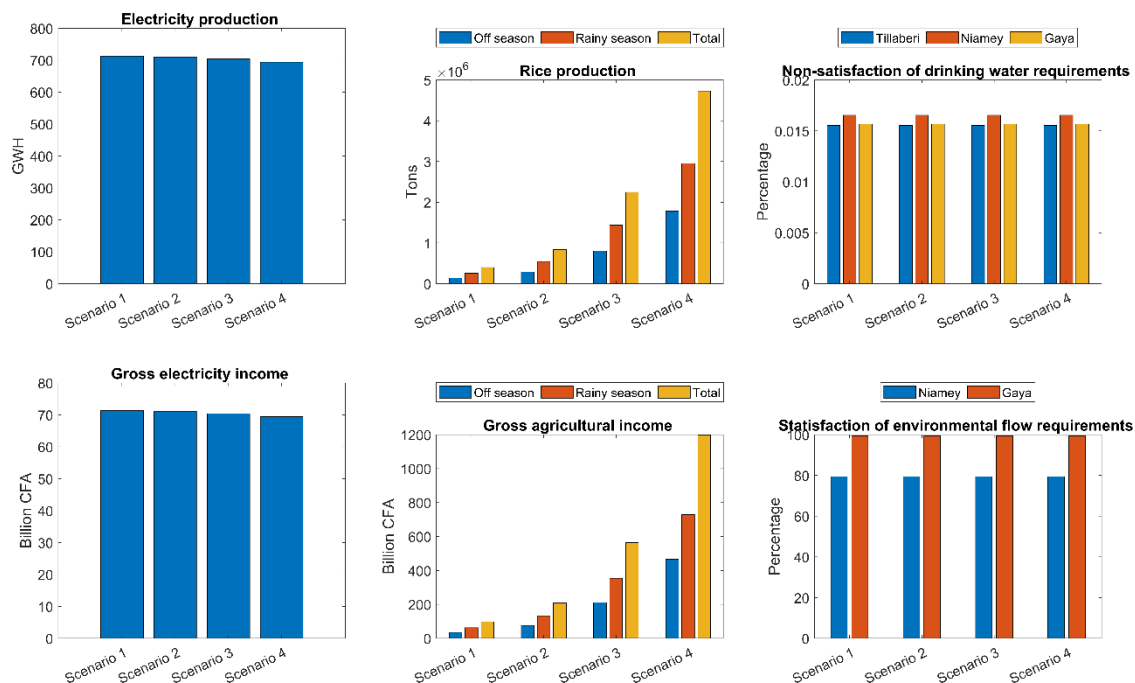 Electricity production
800
700
600
500
400
300
200
100
0
GWH
Scenario 1
Scenario 2
Scenario 3
Scenario 4
Off season Rainy season Total
×10^6
Rice production
5
4
3
2
1
0
Tons
Scenario 1
Scenario 2
Scenario 3
Scenario 4
Tillaberi Niamey Gaya
Non-satisfaction of drinking water requirements
0.02
0.015
0.01
0.005
0
Percentage
Scenario 1
Scenario 2
Scenario 3
Scenario 4
Gross electricity income
80
70
60
50
40
30
20
10
0
Billion CFA
Scenario 1
Scenario 2
Scenario 3
Scenario 4
Off season Rainy season Total
Gross agricultural income
1200
1000
800
600
400
200
0
Billion CFA
Scenario 1
Scenario 2
Scenario 3
Scenario 4
Niamey Gaya
Statisfaction of environmental flow requirements
100
80
60
40
20
0
Percentage
Scenario 1
Scenario 2
Scenario 3
Scenario 4